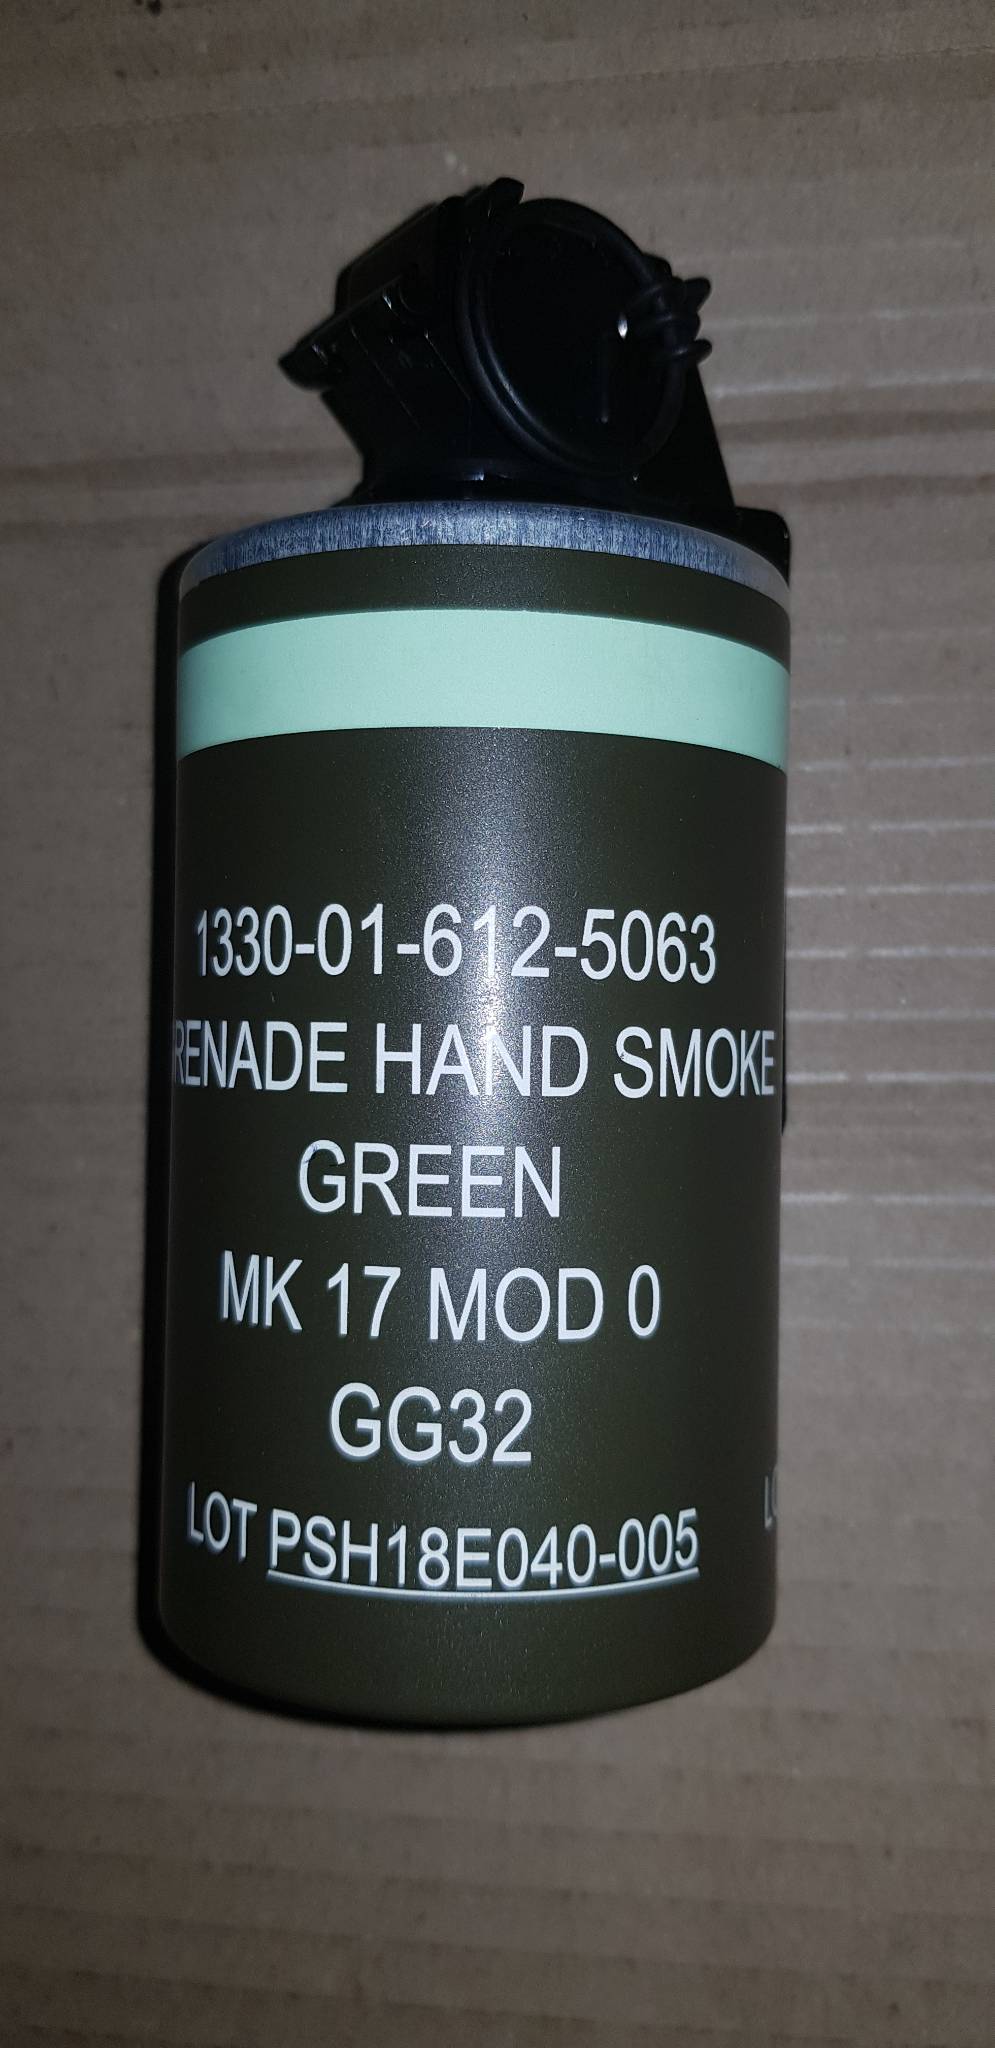 1330-01-612-5063
RENADE HAND SMOKE
GREEN
MK 17 MOD 0
GG32
LOT PSH18E040-005